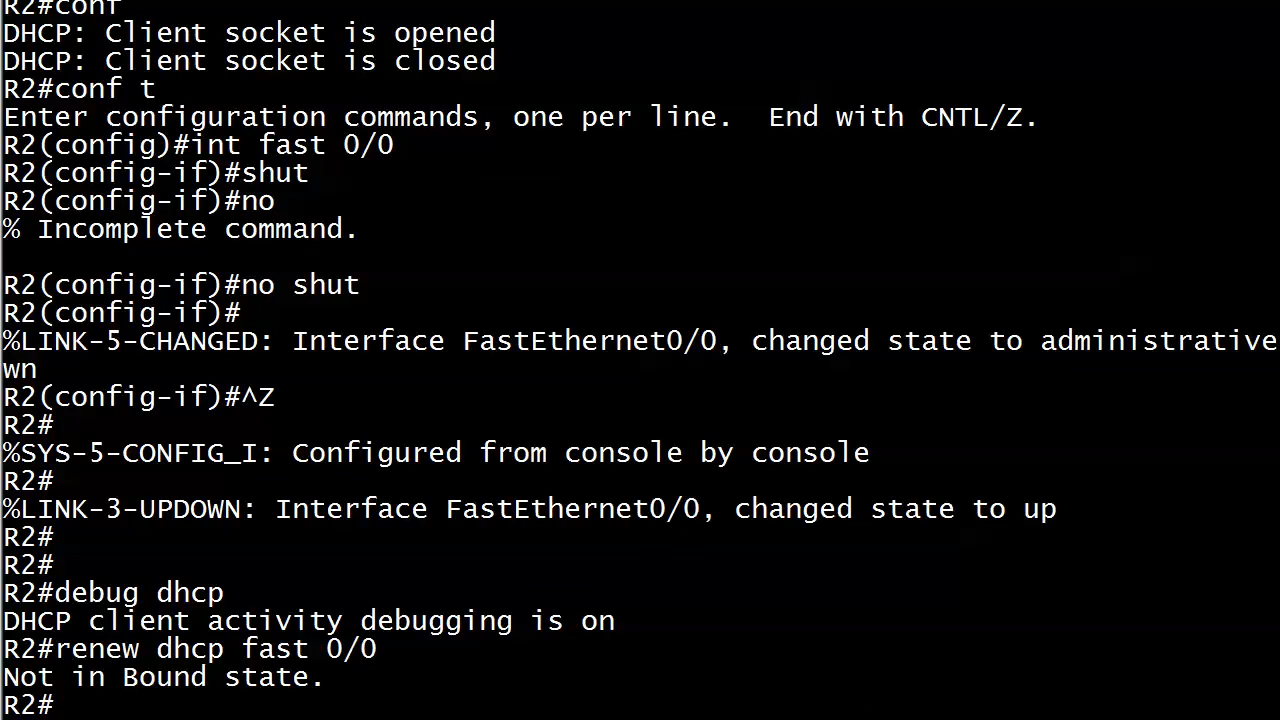 R2#conf
DHCP: Client socket is opened
DHCP: Client socket is closed
R2#conf t
Enter configuration commands, one per line.  End with CNTL/Z.
R2(config)#int fast 0/0
R2(config-if)#shut
R2(config-if)#no
% Incomplete command.

R2(config-if)#no shut
R2(config-if)#
%LINK-5-CHANGED: Interface FastEthernet0/0, changed state to administrative
wn
R2(config-if)#^Z
R2#
%SYS-5-CONFIG_I: Configured from console by console
R2#
%LINK-3-UPDOWN: Interface FastEthernet0/0, changed state to up
R2#
R2#
R2#debug dhcp
DHCP client activity debugging is on
R2#renew dhcp fast 0/0
Not in Bound state.
R2#